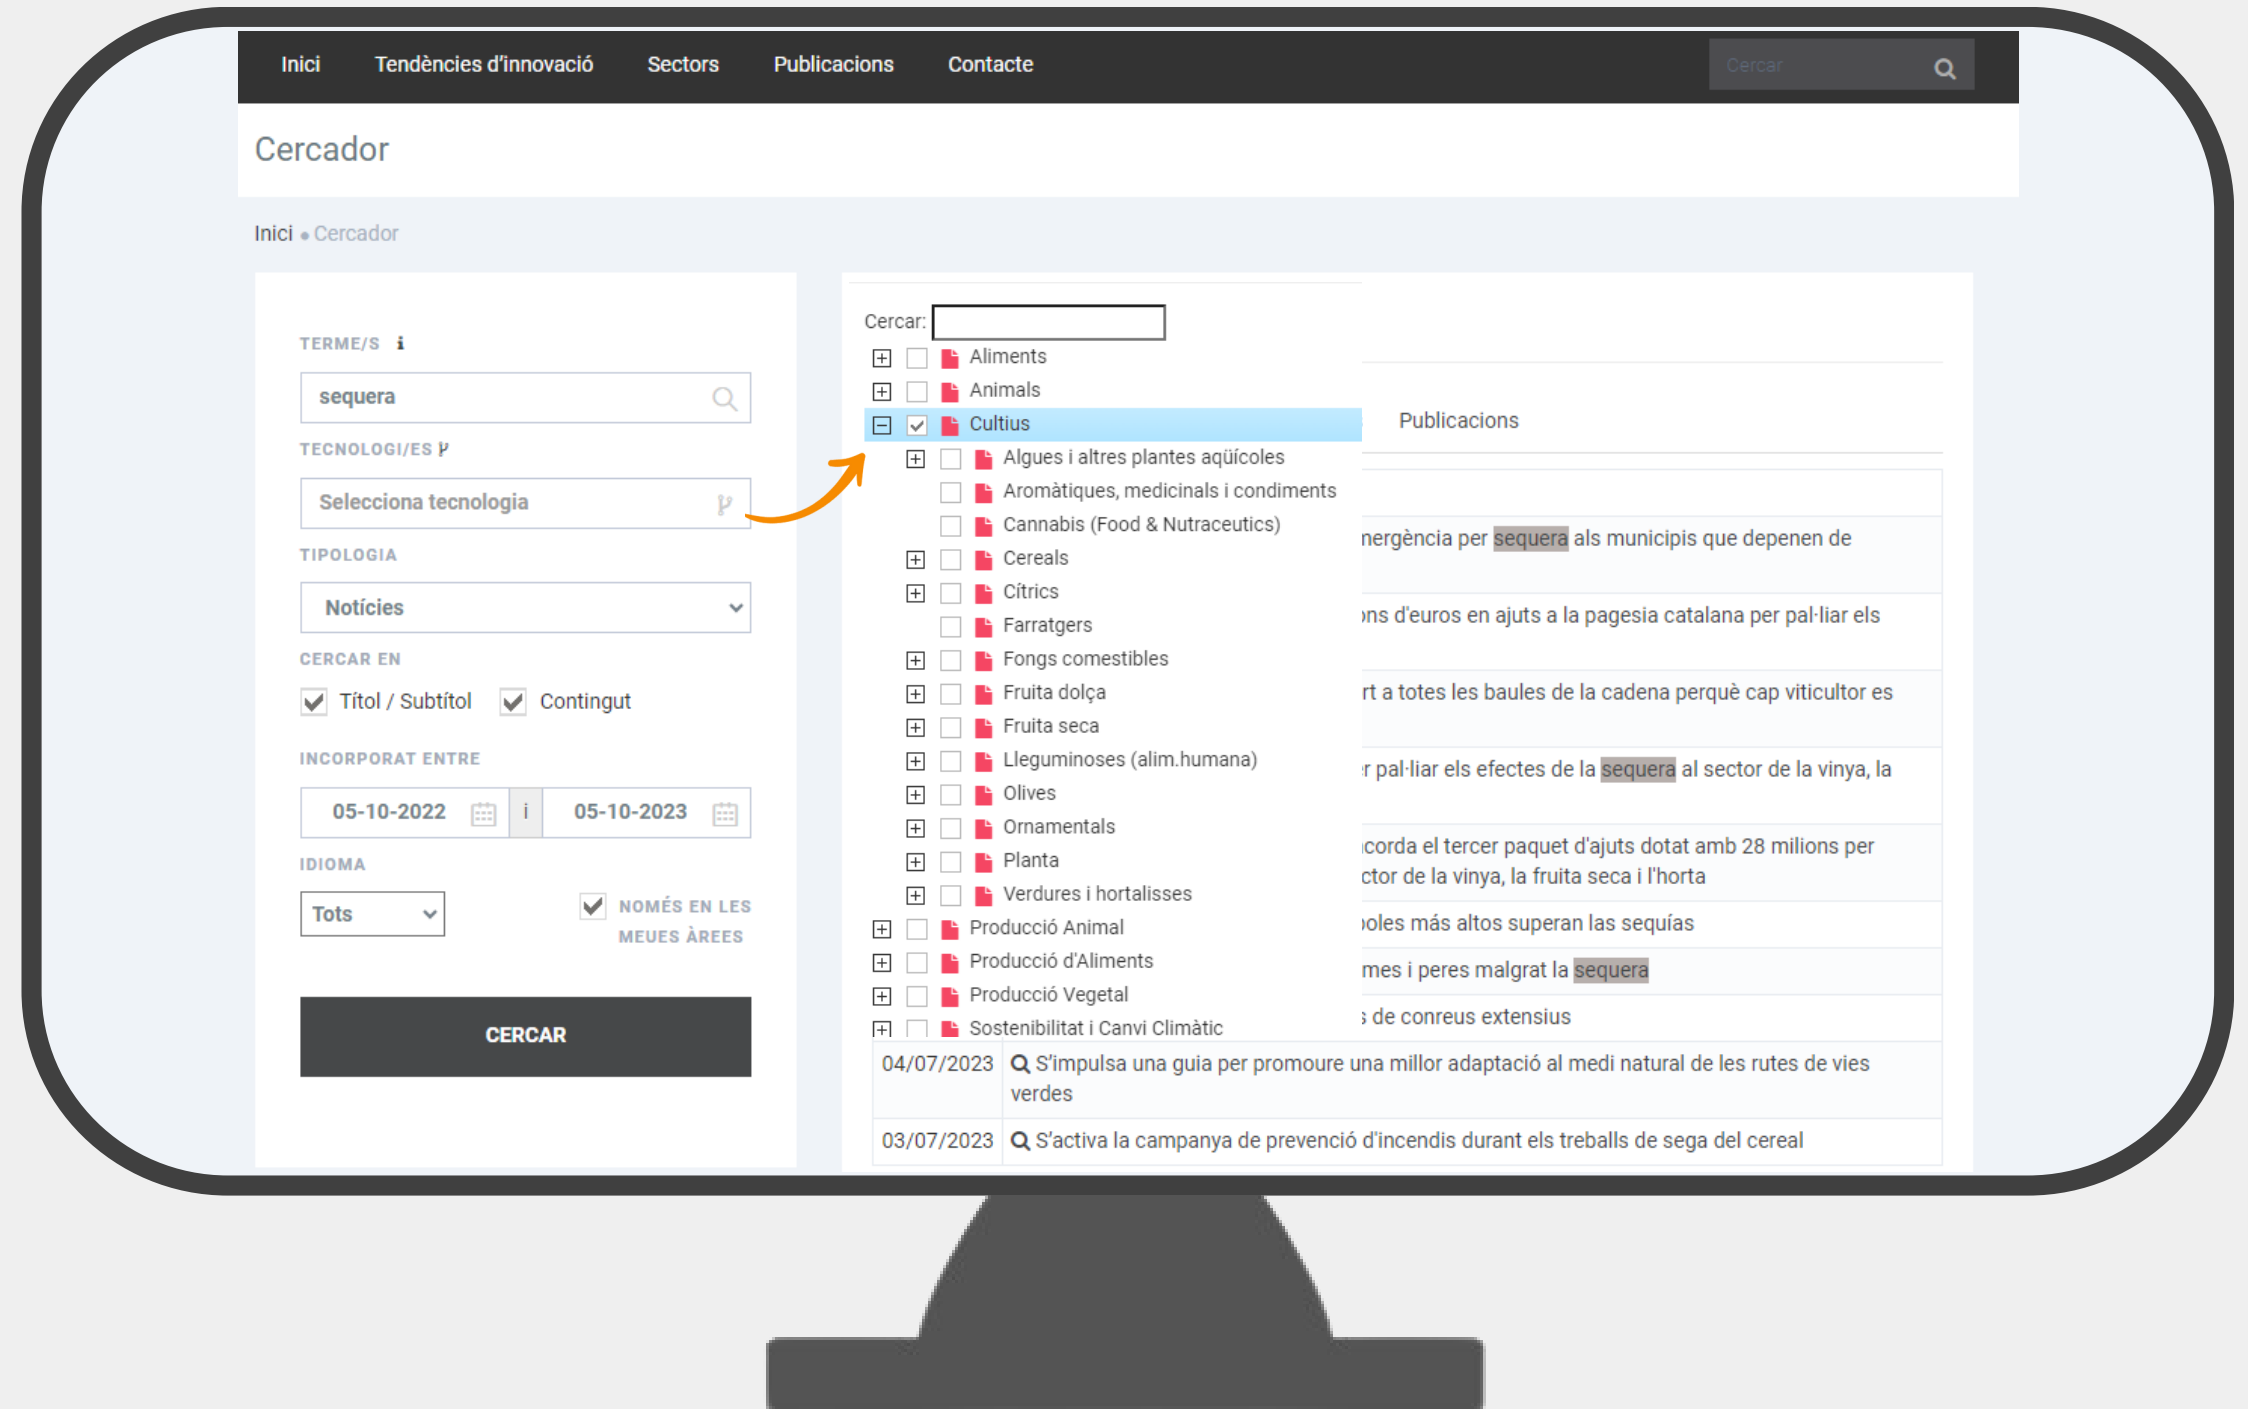 Inici Tendències d'innovació Sectors Publicacions Contacte Cercar
Cercador
Inici • Cercador
TERME/S i
sequera
TECNOLOGI/ES
Selecciona tecnologia
TIPOLOGIA
Notícies
CERCAR EN
Títol / Subtítol Contingut
INCORPORAT ENTRE
05-10-2022 i 05-10-2023
IDIOMA
Tots
NOMÉS EN LES
MEUES ÀREES
CERCAR
Cercar:
Aliments
Animals
Cultius
Algues i altres plantes aqüícoles
Aromàtiques, medicinals i condiments
Cannabis (Food & Nutraceutics)
Cereals
Cítrics
Farratgers
Fongs comestibles
Fruita dolça
Fruita seca
Lleguminoses (alim.humana)
Olives
Ornamentals
Planta
Verdures i hortalisses
Producció Animal
Producció d'Aliments
Producció Vegetal
Sostenibilitat i Canvi Climàtic
Publicacions
per sequera als municipis que depenen de
d'euros en ajuts a la pagesia catalana per pal·liar els
a totes les baules de la cadena perquè cap viticultor es
pal·liar els efectes de la sequera al sector de la vinya, la
el tercer paquet d'ajuts dotat amb 28 milions per
de la vinya, la fruita seca i l'horta
más altos superan las sequías
i peres malgrat la sequera
de conreus extensius
04/07/2023 S'impulsa una guia per promoure una millor adaptació al medi natural de les rutes de vies
verdes
03/07/2023 S'activa la campanya de prevenció d'incendis durant els treballs de sega del cereal